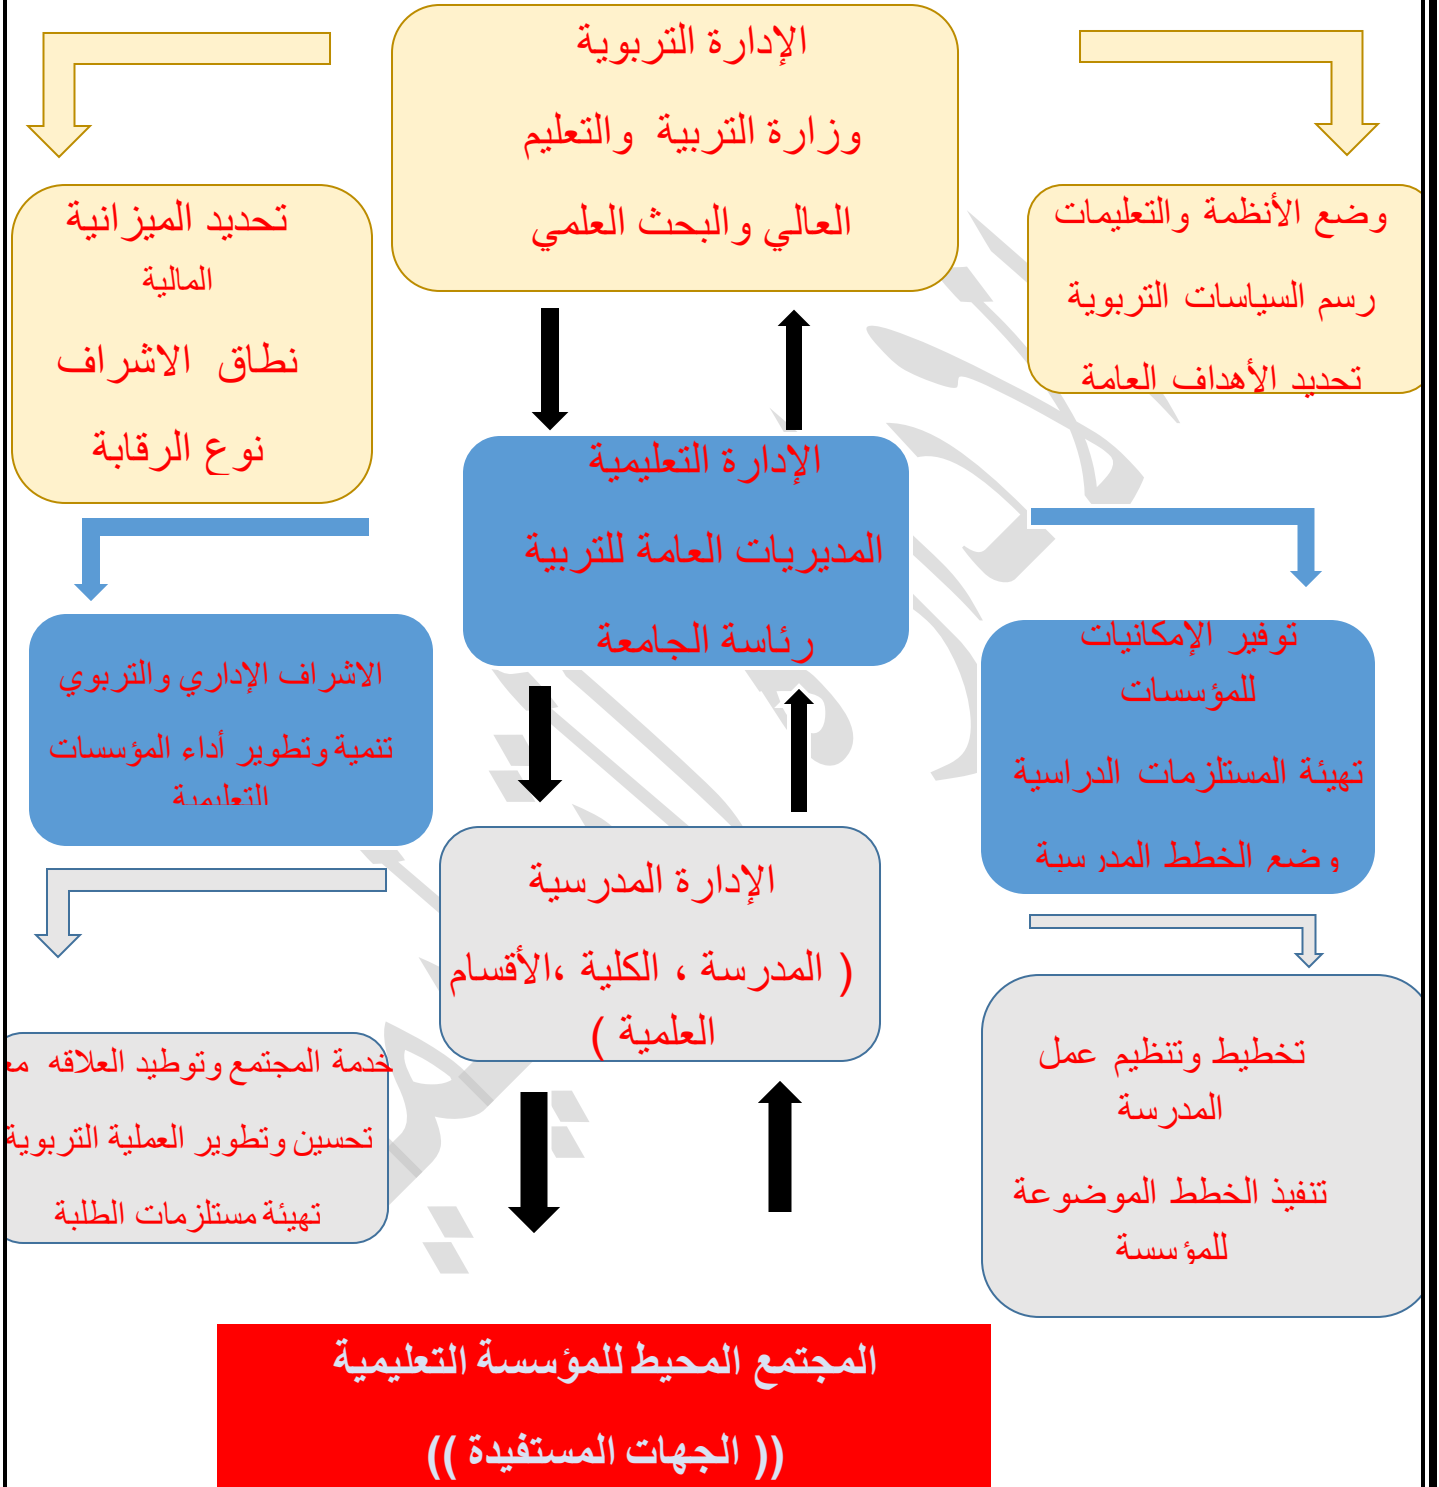 الإدارة التربوية
وزارة التربية والتعليم
العالي والبحث العلمي
وضع الأنظمة والتعليمات
رسم السياسات التربوية
تحديد الأهداف العامة
تحديد الميزانية
المالية
نطاق الاشراف
نوع الرقابة
الإدارة التعليمية
المديريات العامة للتربية
رئاسة الجامعة
توفير الإمكانيات
للمؤسسات
تهيئة المستلزمات الدراسية
وضع الخطط المدرسية
الاشراف الإداري والتربوي
تنمية وتطوير أداء المؤسسات
التعليمية
الإدارة المدرسية
( المدرسة ، الكلية ،الأقسام
العلمية )
تخطيط وتنظيم عمل
المدرسة
تنفيذ الخطط الموضوعة
للمؤسسة
خدمة المجتمع وتوطيد العلاقه
تحسين وتطوير العملية التربوية
تهيئة مستلزمات الطلبة
المجتمع المحيط للمؤسسة التعليمية
(( الجهات المستفيدة ))